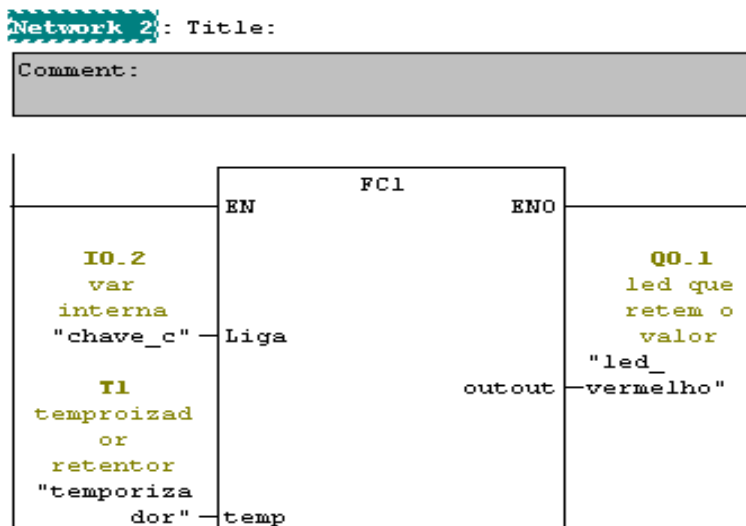 Network 2: Title:
Comment:
FC1
EN ENO
I0.2
var
interna
"chave_c" Liga
Q0.1
led que
retem o
valor
"led_
outout vermelho"
T1
temproizad
or
retentor
"temporiza
dor" temp